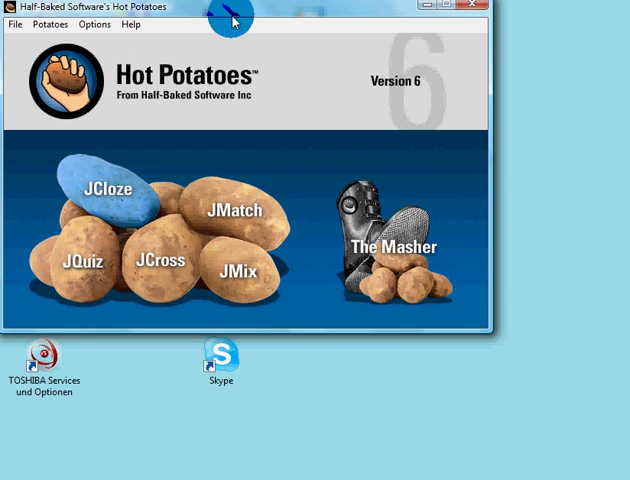 Half-Baked Software's Hot Potatoes
File Potatoes Options Help
Hot Potatoes™
From Half-Baked Software Inc
Version 6
6
JCloze
JMatch
JQuiz
JCross
JMix
The Masher
TOSHIBA Services
und Optionen
S
Skype